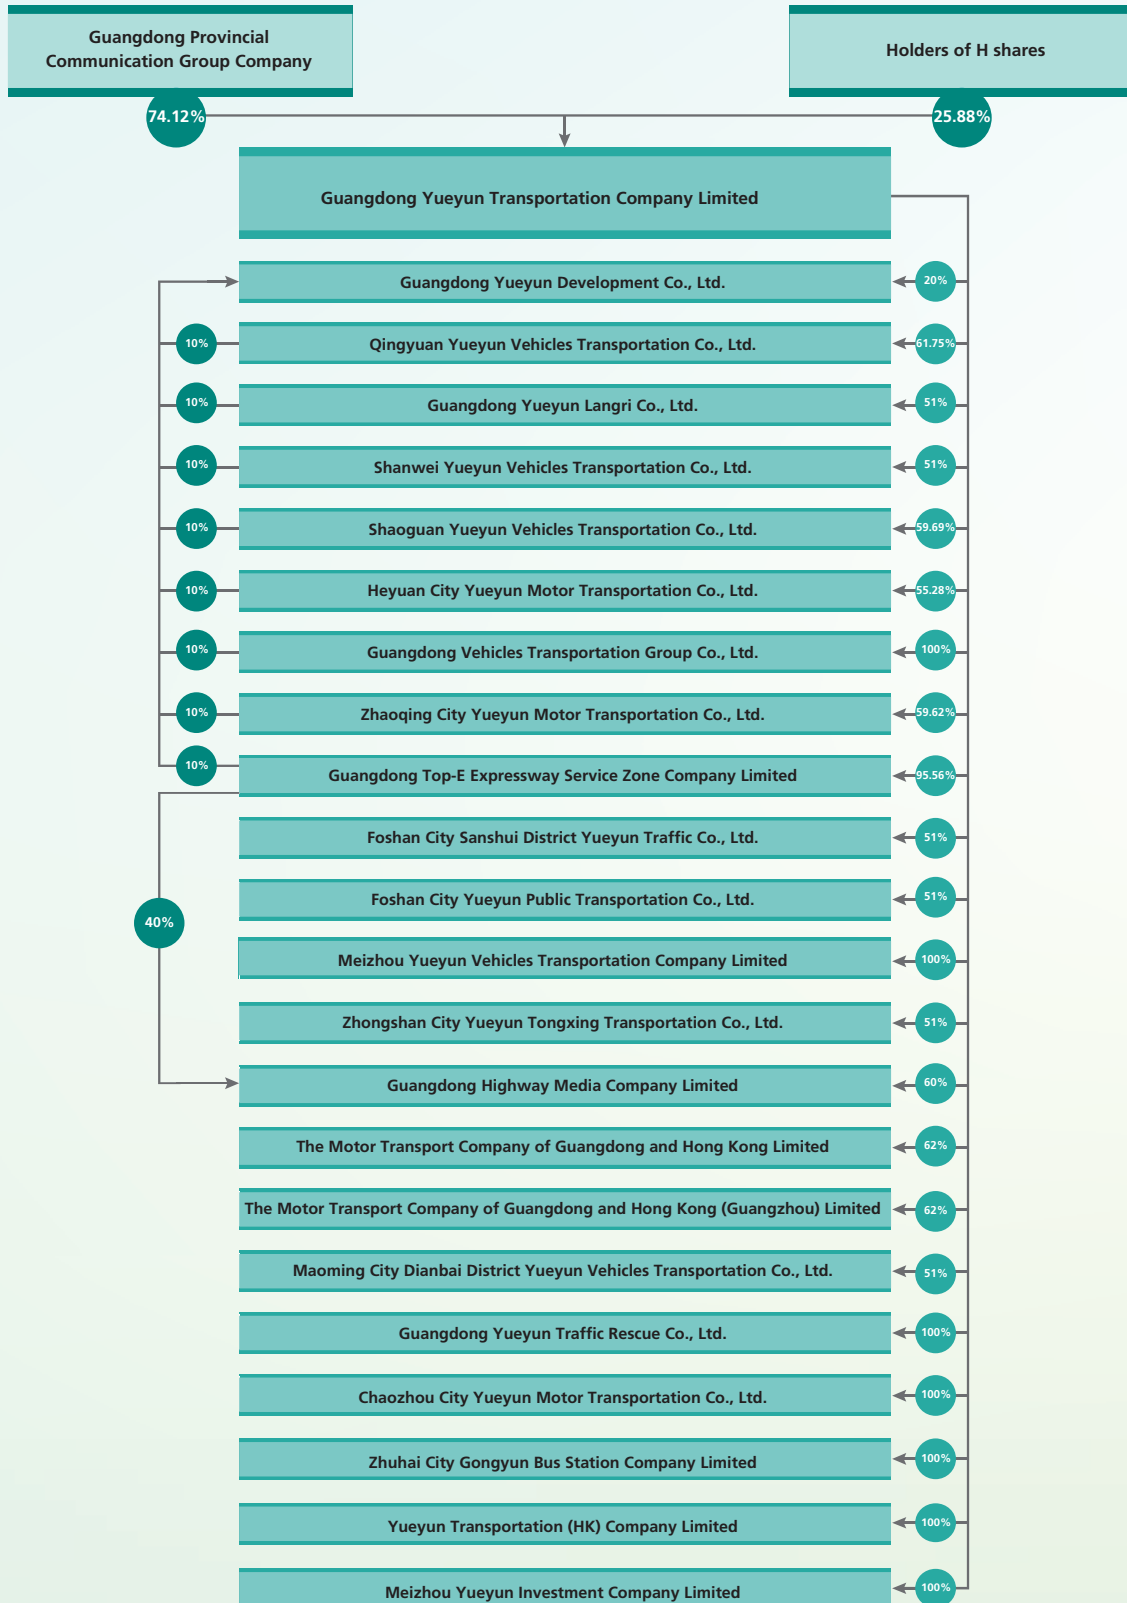 Guangdong Provincial
Communication Group Company
Holders of H shares
74.12%
25.88%
Guangdong Yueyun Transportation Company Limited
Guangdong Yueyun Development Co., Ltd.
20%
10%
Qingyuan Yueyun Vehicles Transportation Co., Ltd.
61.75%
10%
Guangdong Yueyun Langri Co., Ltd.
51%
10%
Shanwei Yueyun Vehicles Transportation Co., Ltd.
51%
10%
Shaoguan Yueyun Vehicles Transportation Co., Ltd.
59.69%
10%
Heyuan City Yueyun Motor Transportation Co., Ltd.
55.28%
10%
Guangdong Vehicles Transportation Group Co., Ltd.
100%
10%
Zhaoqing City Yueyun Motor Transportation Co., Ltd.
59.62%
10%
Guangdong Top-E Expressway Service Zone Company Limited
95.56%
Foshan City Sanshui District Yueyun Traffic Co., Ltd.
51%
Foshan City Yueyun Public Transportation Co., Ltd.
51%
40%
Meizhou Yueyun Vehicles Transportation Company Limited
100%
Zhongshan City Yueyun Tongxing Transportation Co., Ltd.
51%
Guangdong Highway Media Company Limited
60%
The Motor Transport Company of Guangdong and Hong Kong Limited
62%
The Motor Transport Company of Guangdong and Hong Kong (Guangzhou) Limited
62%
Maoming City Dianbai District Yueyun Vehicles Transportation Co., Ltd.
51%
Guangdong Yueyun Traffic Rescue Co., Ltd.
100%
Chaozhou City Yueyun Motor Transportation Co., Ltd.
100%
Zhuhai City Gongyun Bus Station Company Limited
100%
Yueyun Transportation (HK) Company Limited
100%
Meizhou Yueyun Investment Company Limited
100%